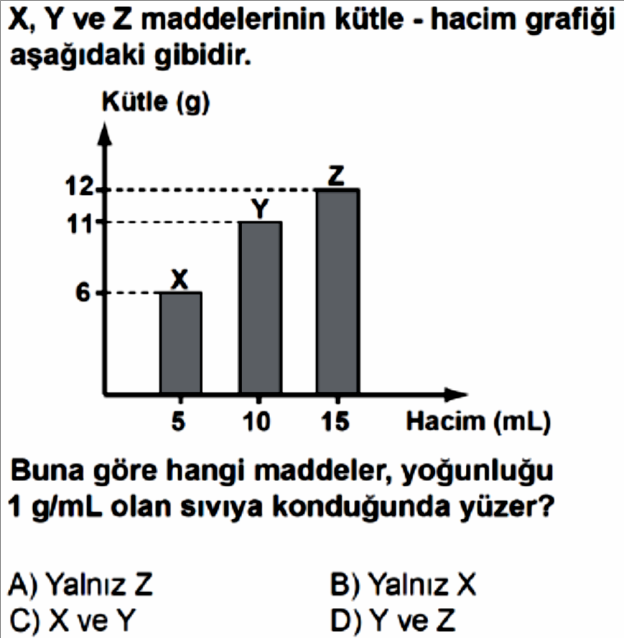 X, Y ve Z maddelerinin kütle - hacim grafiği
aşağıdaki gibidir.
Kütle (g)
12
Z
11
Y
6
X
5 10 15 Hacim (mL)
Buna göre hangi maddeler, yoğunluğu
1 g/mL olan sıvıya konduğunda yüzer?
A) Yalnız Z B) Yalnız X
C) X ve Y D) Y ve Z